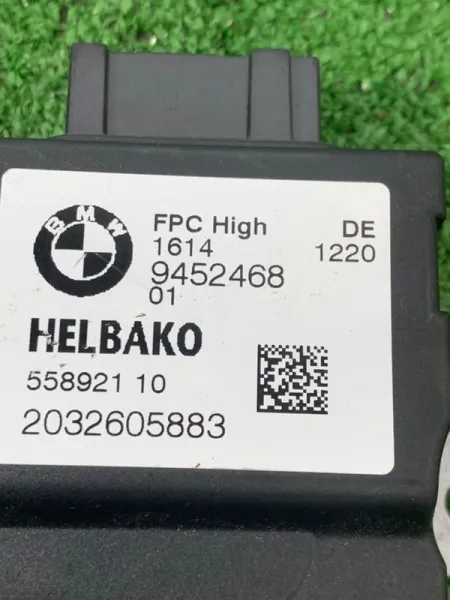 BMW
FPC High DE
1614 1220
9452468
01
HELBAKO
558921 10
2032605883